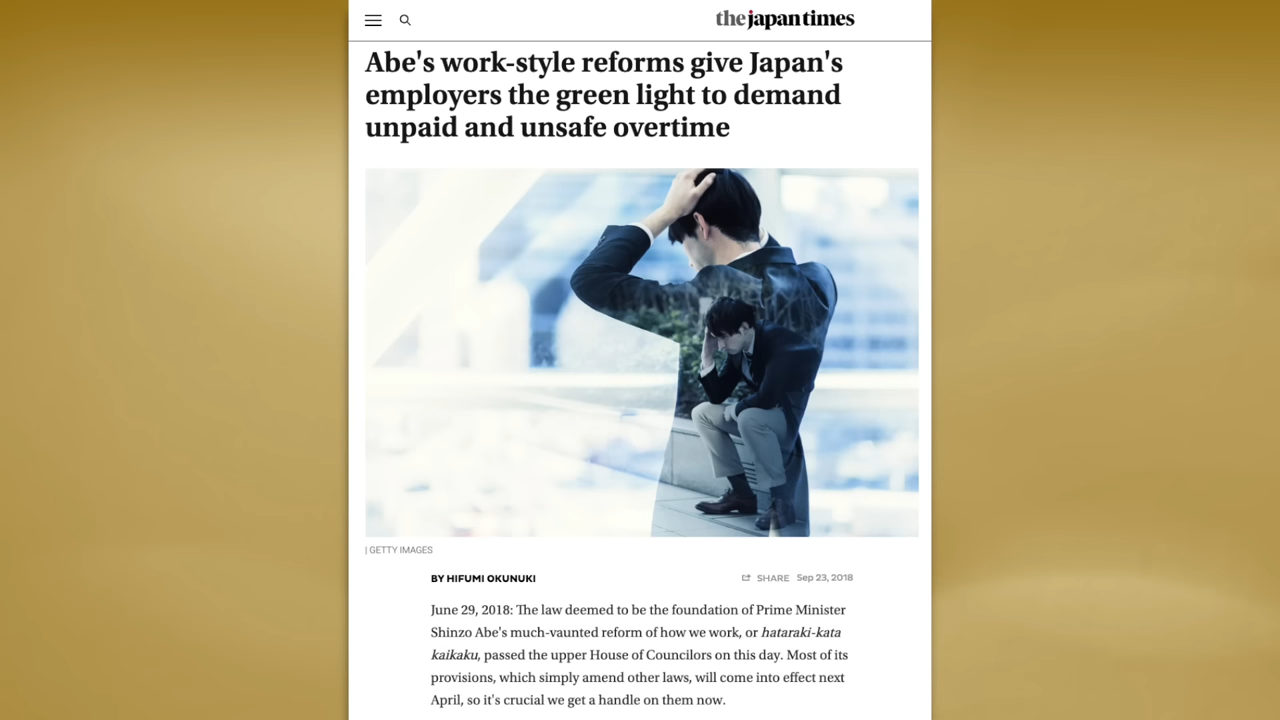 the japan times
Abe's work-style reforms give Japan's
employers the green light to demand
unpaid and unsafe overtime
| GETTY IMAGES
BY HIFUMI OKUNUKI
SHARE Sep 23, 2018
June 29, 2018: The law deemed to be the foundation of Prime Minister
Shinzo Abe's much-vaunted reform of how we work, or hataraki-kata
kaikaku, passed the upper House of Councilors on this day. Most of its
provisions, which simply amend other laws, will come into effect next
April, so it's crucial we get a handle on them now.